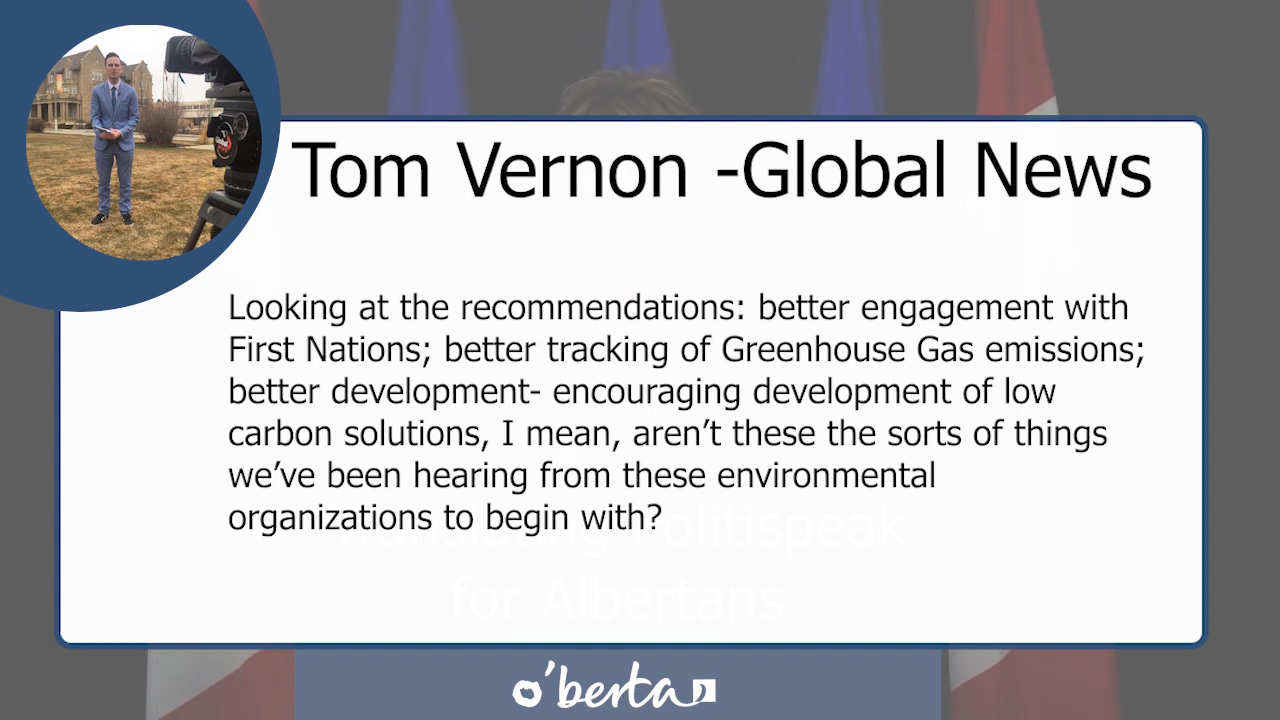 Tom Vernon -Global News
Looking at the recommendations: better engagement with
First Nations; better tracking of Greenhouse Gas emissions;
better development- encouraging development of low
carbon solutions, I mean, aren’t these the sorts of things
we’ve been hearing from these environmental
organizations to begin with?
Translating Politispeak
for Albertans
o'berta